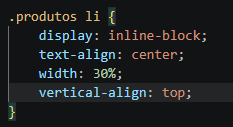 .produtos li {
    display: inline-block;
    text-align: center;
    width: 30%;
    vertical-align: top;
}